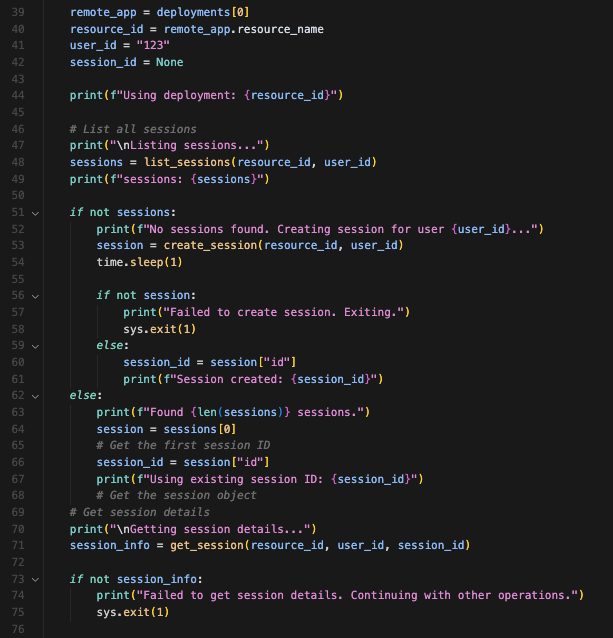 39 remote_app = deployments[0]
40 resource_id = remote_app.resource_name
41 user_id = "123"
42 session_id = None
43
44 print(f"Using deployment: {resource_id}")
45
46 # List all sessions
47 print("\nListing sessions...")
48 sessions = list_sessions(resource_id, user_id)
49 print(f"sessions: {sessions}")
50
51 if not sessions:
52     print(f"No sessions found. Creating session for user {user_id}...")
53     session = create_session(resource_id, user_id)
54     time.sleep(1)
55
56     if not session:
57         print("Failed to create session. Exiting.")
58         sys.exit(1)
59     else:
60         session_id = session["id"]
61         print(f"Session created: {session_id}")
62 else:
63     print(f"Found {len(sessions)} sessions.")
64     session = sessions[0]
65     # Get the first session ID
66     session_id = session["id"]
67     print(f"Using existing session ID: {session_id}")
68     # Get the session object
69 # Get session details
70 print("\nGetting session details...")
71 session_info = get_session(resource_id, user_id, session_id)
72
73 if not session_info:
74     print("Failed to get session details. Continuing with other operations.")
75     sys.exit(1)
76